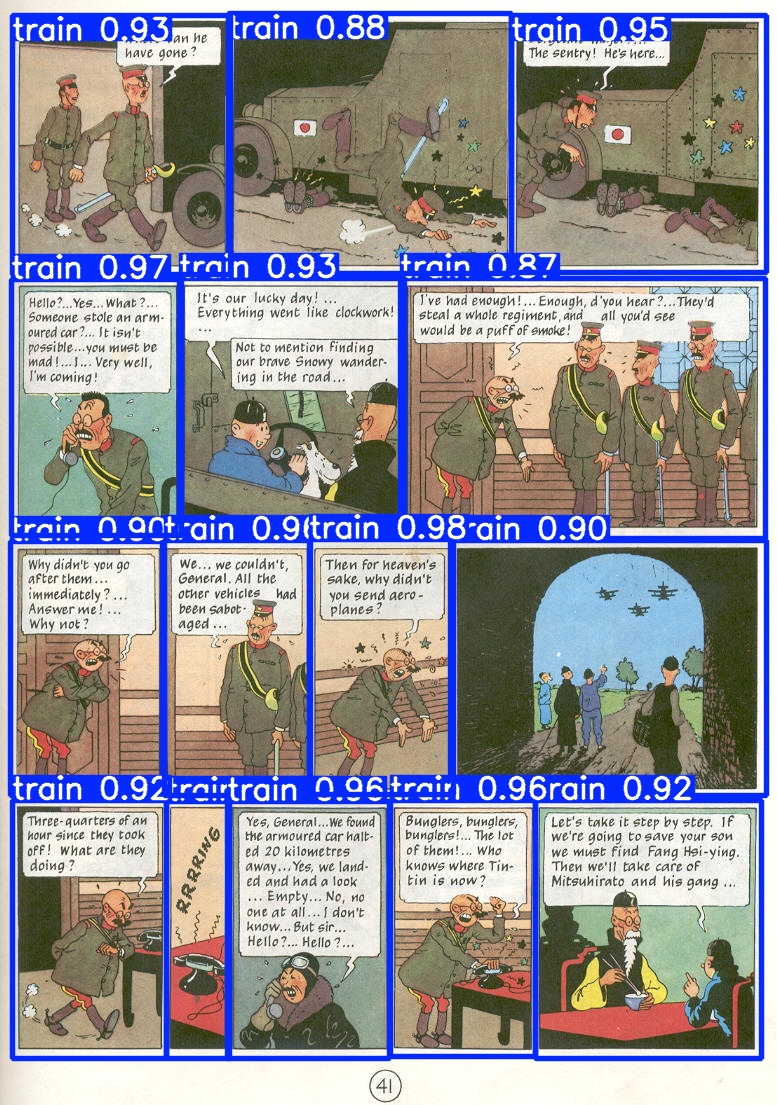 train 0.93
train 0.88
train 0.95
an he
have gone?
The sentry! He's here...
train 0.97
train 0.93
train 0.87
Hello?...Yes...What?...
Someone stole an arm-
oured car?... It isn't
possible...you must be
mad!...I... Very well,
I'm coming!
It's our lucky day!...
Everything went like clockwork!
...
Not to mention finding
our brave Snowy wander-
ing in the road...
I've had enough!... Enough, d'you hear?...They'd
steal a whole regiment, and all you'd see
would be a puff of smoke!
train 0.90
train 0.9
train 0.98
rain 0.90
Why didn't you go
after them...
immediately?...
Answer me!...
Why not?
We... we couldn't,
General. All the
other vehicles had
been sabot-
aged...
Then for heaven's
sake, why didn't
you send aero-
planes?
train 0.92
train
train 0.96
train 0.96
rain 0.92
Three-quarters of an
hour since they took
off! What are they
doing?
RRRRING
Yes, General...We found
the armoured car halt-
ed 20 kilometres
away...Yes, we land-
ed and had a look
... Empty... No, no
one at all... I don't
know... But sir...
Hello?... Hello?...
Bunglers, bunglers,
bunglers!... The lot
of them!... Who
knows where Tin-
tin is now?
Let's take it step by step. If
we're going to save your son
we must find Fang Hsi-ying.
Then we'll take care of
Mitsuhirato and his gang...
41